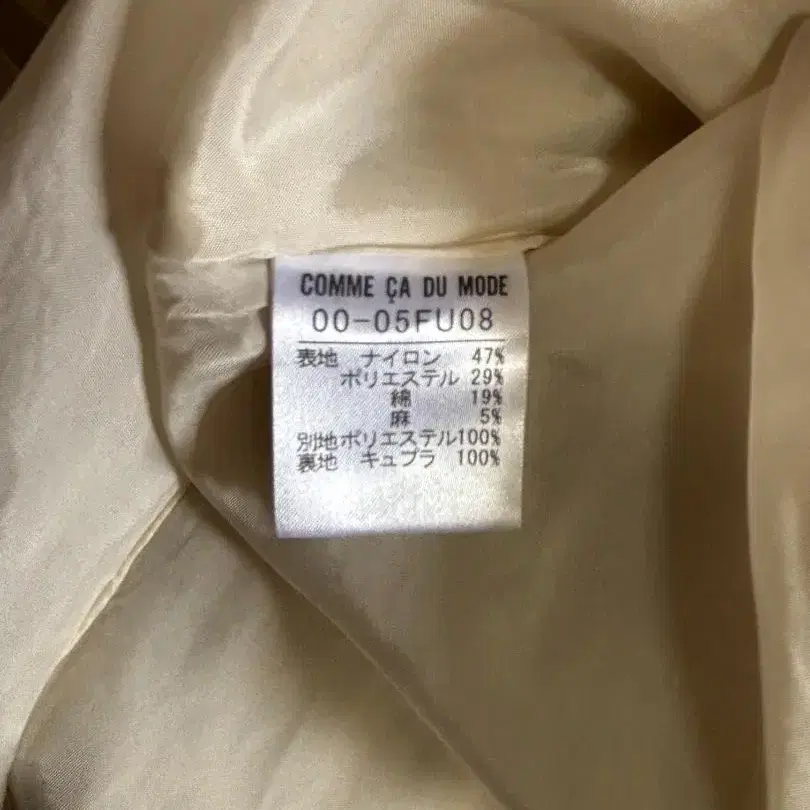 COMME ÇA DU MODE
00-05FU08
表地 ナイロン 47%
ポリエステル 29%
綿 19%
麻 5%
別地ポリエステル100%
裏地 キュプラ 100%